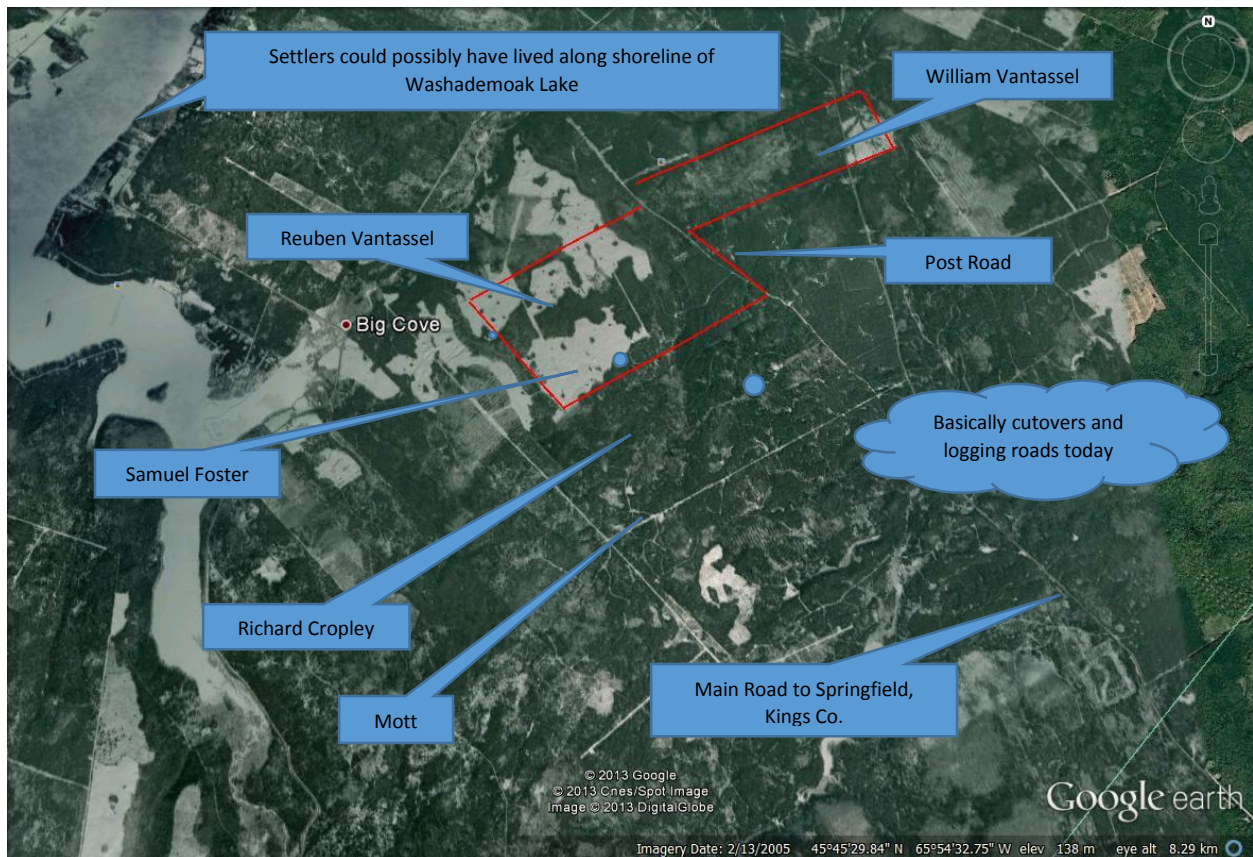 N
Settlers could possibly have lived along shoreline of
Washademoak Lake
William Vantassel
Reuben Vantassel
Post Road
Big Cove
Basically cutovers and
logging roads today
Samuel Foster
Richard Cropley
Mott
Main Road to Springfield,
Kings Co.
© 2013 Google
© 2013 Cnes/Spot Image
Image © 2013 DigitalGlobe
Google earth
Imagery Date: 2/13/2005 45°45'29.84" N 65°54'32.75" W elev 138 m eye alt 8.29 km